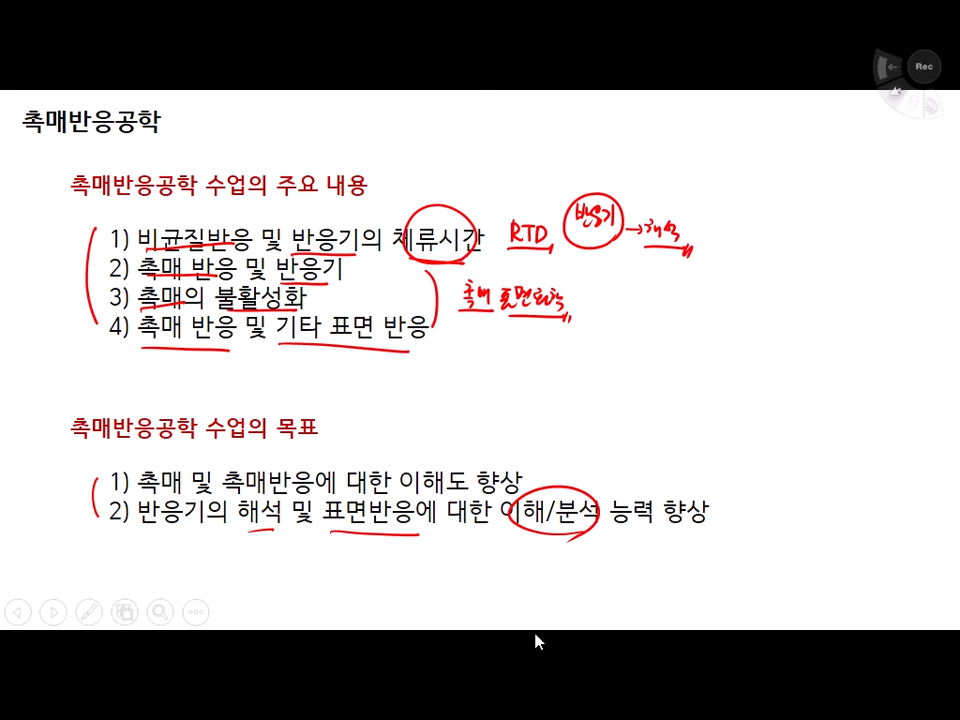 Rec
촉매반응공학
촉매반응공학 수업의 주요 내용
1) 비균질반응 및 반응기의 체류시간 RTD 반응기 → 해석
2) 촉매 반응 및 반응기
3) 촉매의 불활성화 촉매 표면화학
4) 촉매 반응 및 기타 표면 반응
촉매반응공학 수업의 목표
1) 촉매 및 촉매반응에 대한 이해도 향상
2) 반응기의 해석 및 표면반응에 대한 이해/분석 능력 향상